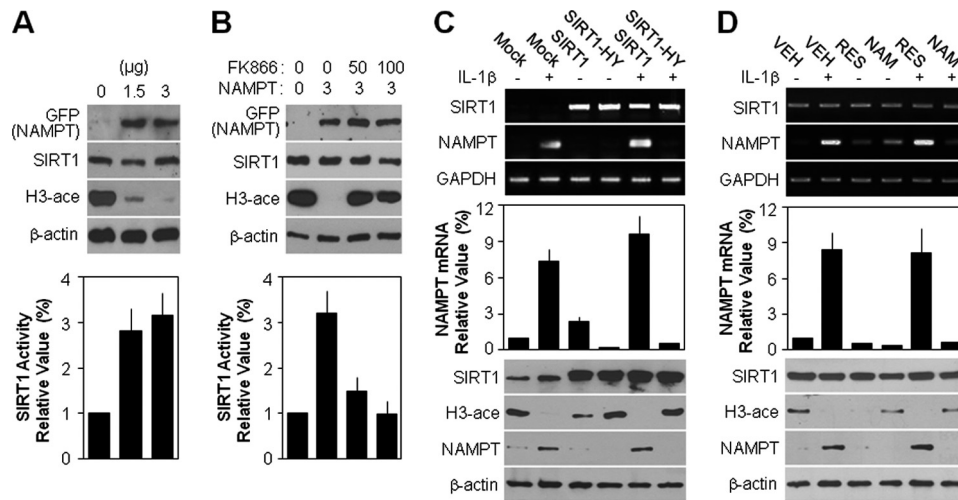 A
(µg)
0 1.5 3
GFP
(NAMPT)
SIRT1
H3-ace
β-actin
SIRT1 Activity
Relative Value (%)
4
3
2
1
0
B
FK866 : 0 0 50 100
NAMPT : 0 3 3 3
GFP
(NAMPT)
SIRT1
H3-ace
β-actin
SIRT1 Activity
Relative Value (%)
4
3
2
1
0
C
Mock Mock SIRT1 SIRT1-HY SIRT1 SIRT1-HY
IL-1β + + +
SIRT1
NAMPT
GAPDH
NAMPT mRNA
Relative Value (%)
12
9
6
3
0
SIRT1
H3-ace
NAMPT
β-actin
D
VEH VEH RES NAM RES NAM
IL-1β + + +
SIRT1
NAMPT
GAPDH
NAMPT mRNA
Relative Value (%)
12
9
6
3
0
SIRT1
H3-ace
NAMPT
β-actin